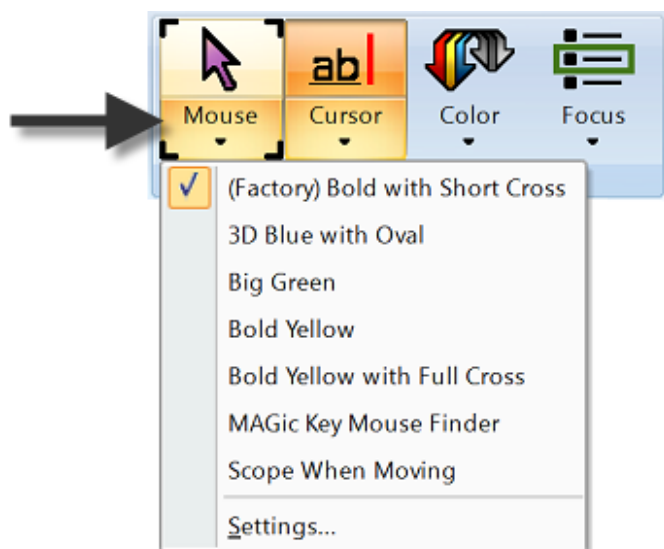 ab
Mouse Cursor Color Focus
(Factory) Bold with Short Cross
3D Blue with Oval
Big Green
Bold Yellow
Bold Yellow with Full Cross
MAGic Key Mouse Finder
Scope When Moving
Settings...